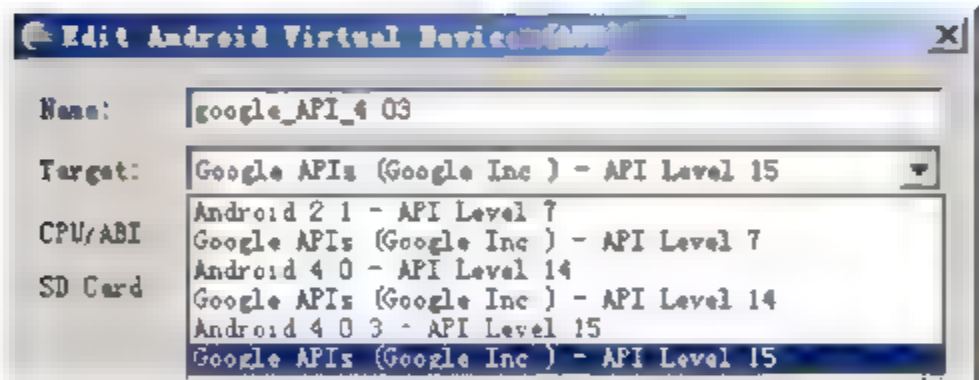 Edit Android Virtual Device
Name: google_API_4 03
Target: Google APIs (Google Inc ) - API Level 15
Android 2 1 - API Level 7
CPU/ABI
Google APIs (Google Inc ) - API Level 7
Android 4 0 - API Level 14
SD Card
Google APIs (Google Inc ) - API Level 14
Android 4 0 3 - API Level 15
Google APIs (Google Inc ) - API Level 15